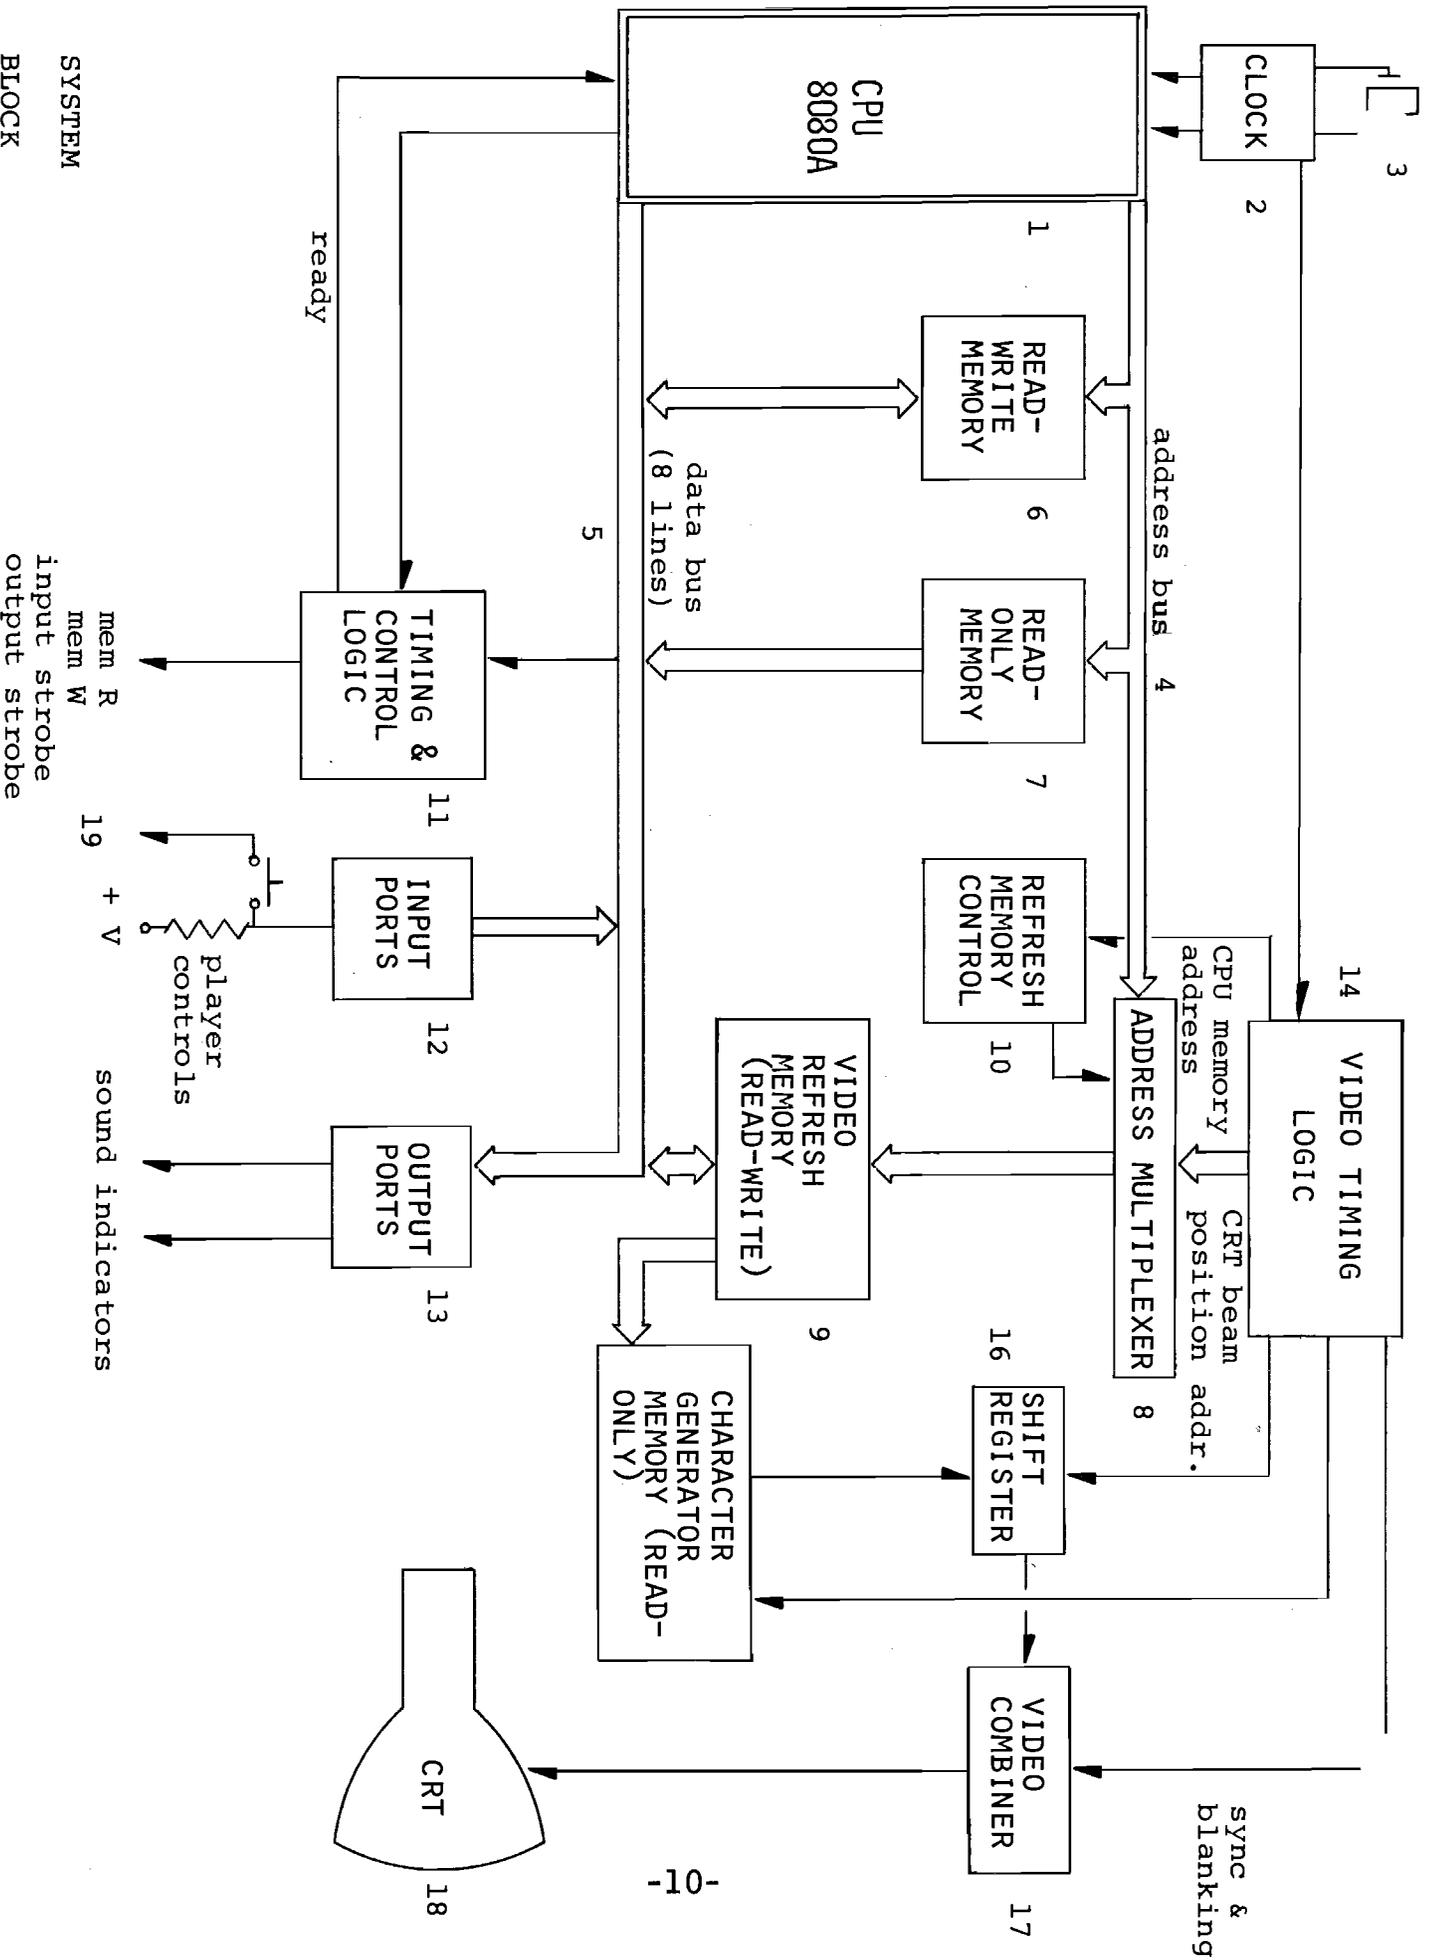 3
CLOCK
2
CPU
8080A
1
address bus
4
READ-
WRITE
MEMORY
6
READ-
ONLY
MEMORY
7
data bus
(8 lines)
5
ready
TIMING &
CONTROL
LOGIC
11
mem R
mem W
input strobe
output strobe
INPUT
PORTS
12
19
+ V
player
controls
OUTPUT
PORTS
13
sound indicators
REFRESH
MEMORY
CONTROL
10
14
VIDEO TIMING
LOGIC
CPU memory
address
CRT beam
position addr.
ADDRESS MULTIPLEXER
8
VIDEO
REFRESH
MEMORY
(READ-WRITE)
9
16
SHIFT
REGISTER
CHARACTER
GENERATOR
MEMORY (READ-
ONLY)
VIDEO
COMBINER
17
sync &
blanking
CRT
18
SYSTEM
BLOCK
-10-